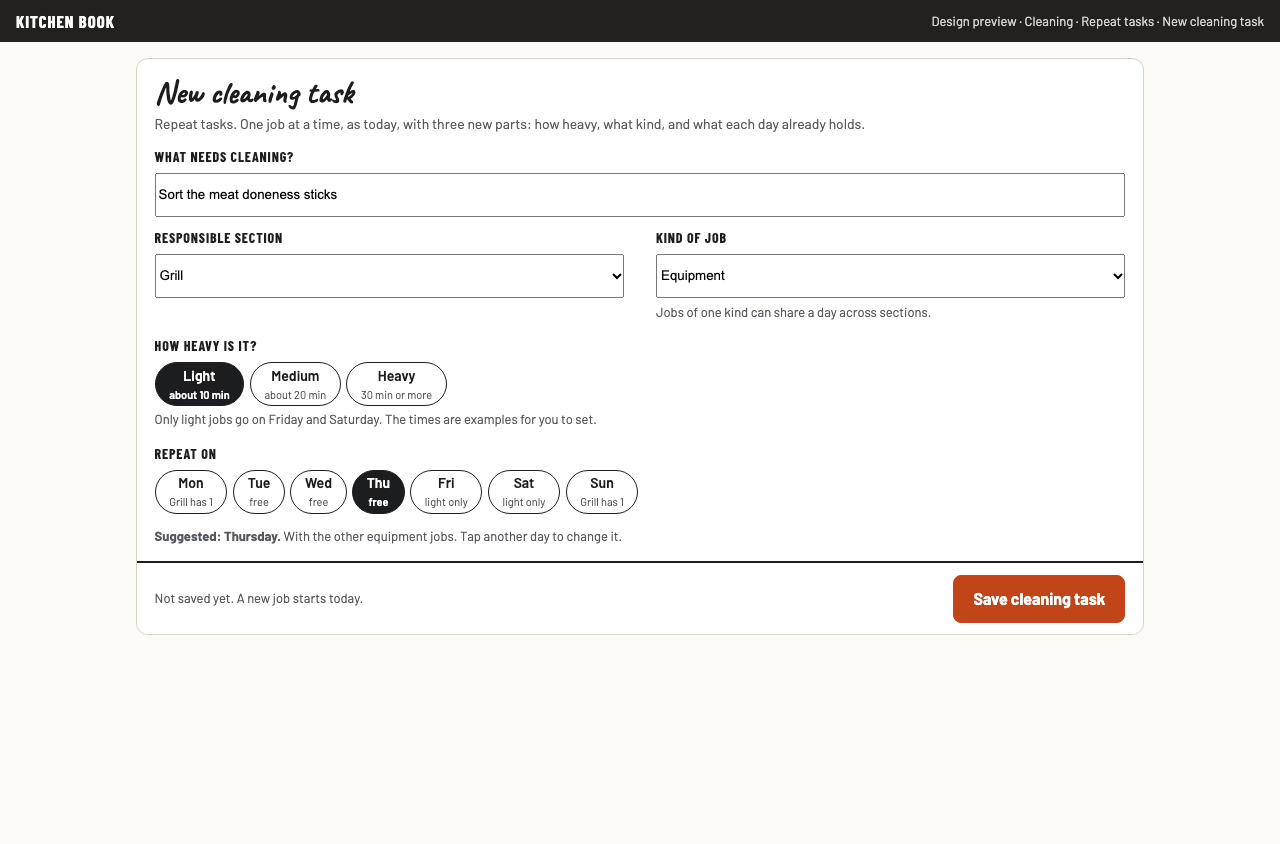 KITCHEN BOOK
Design preview · Cleaning · Repeat tasks · New cleaning task
New cleaning task
Repeat tasks. One job at a time, as today, with three new parts: how heavy, what kind, and what each day already holds.
WHAT NEEDS CLEANING?
Sort the meat doneness sticks
RESPONSIBLE SECTION
KIND OF JOB
Grill
Equipment
Jobs of one kind can share a day across sections.
HOW HEAVY IS IT?
Light Medium Heavy
about 10 min about 20 min 30 min or more
Only light jobs go on Friday and Saturday. The times are examples for you to set.
REPEAT ON
Mon Tue Wed Thu Fri Sat Sun
Grill has 1 free free free light only light only Grill has 1
Suggested: Thursday. With the other equipment jobs. Tap another day to change it.
Not saved yet. A new job starts today.
Save cleaning task